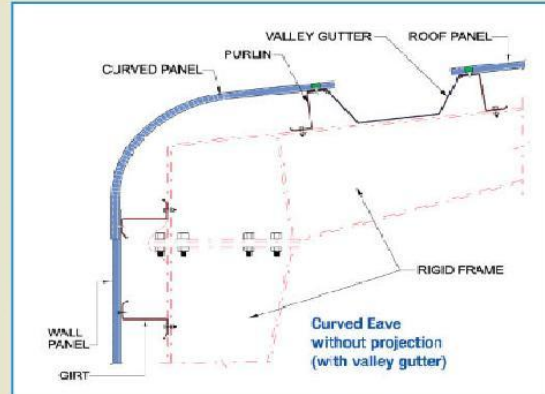 VALLEY GUTTER
ROOF PANEL
PURLIN
CURVED PANEL
RIGID FRAME
WALL
PANEL
GIRT
Curved Eave
without projection
(with valley gutter)